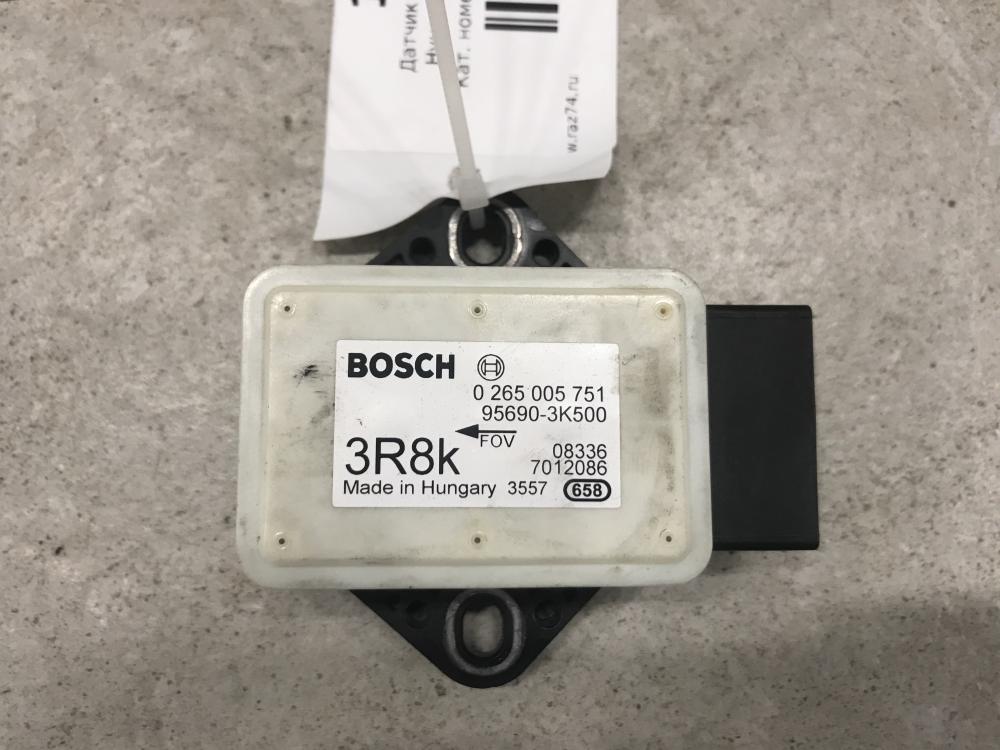 Датчик
Кат. номе
w.raz74.ru
BOSCH
0 265 005 751
95690-3K500
FOV
3R8k
08336
7012086
Made in Hungary 3557 658